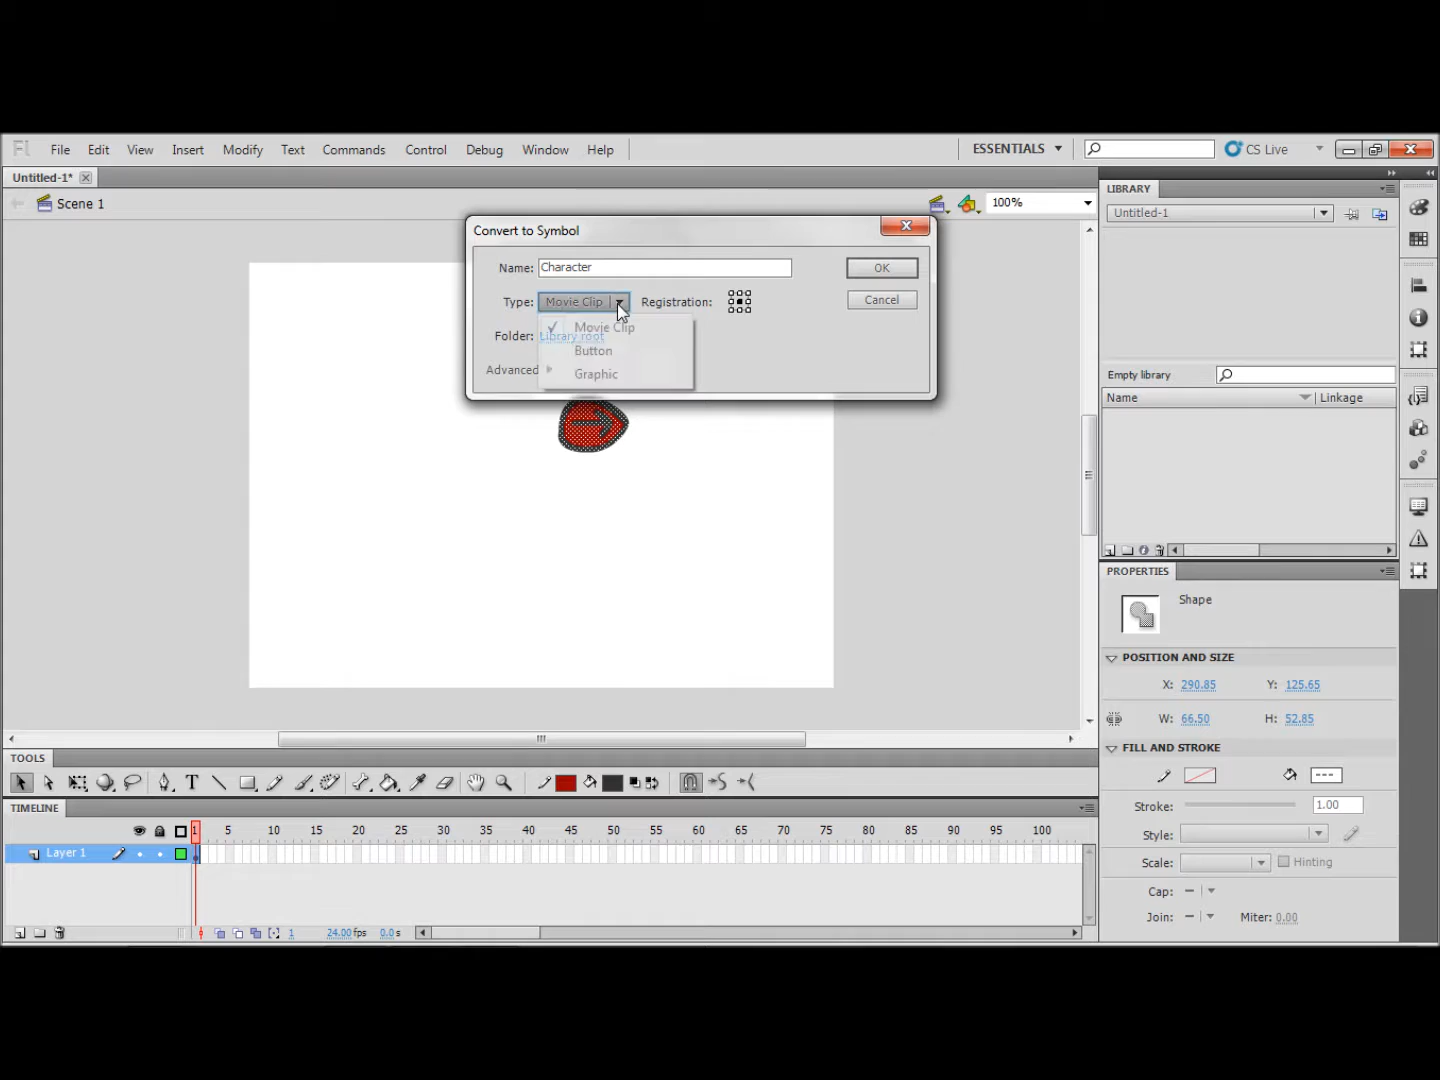 Fl File Edit View Insert Modify Text Commands Control Debug Window Help ESSENTIALS CS Live
Untitled-1*
Scene 1 100%
Convert to Symbol
Name: Character OK
Type: Movie Clip Registration: Cancel
Movie Clip
Folder: Library root
Button
Advanced
Graphic
LIBRARY
Untitled-1
Empty library
Name Linkage
PROPERTIES
Shape
POSITION AND SIZE
X: 290.85 Y: 125.65
W: 66.50 H: 52.85
FILL AND STROKE
Stroke: 1.00
Style:
Scale: Hinting
Cap:
Join: Miter: 0.00
TOOLS
T
TIMELINE
1 5 10 15 20 25 30 35 40 45 50 55 60 65 70 75 80 85 90 95 100
Layer 1
1 24.00 fps 0.0 s